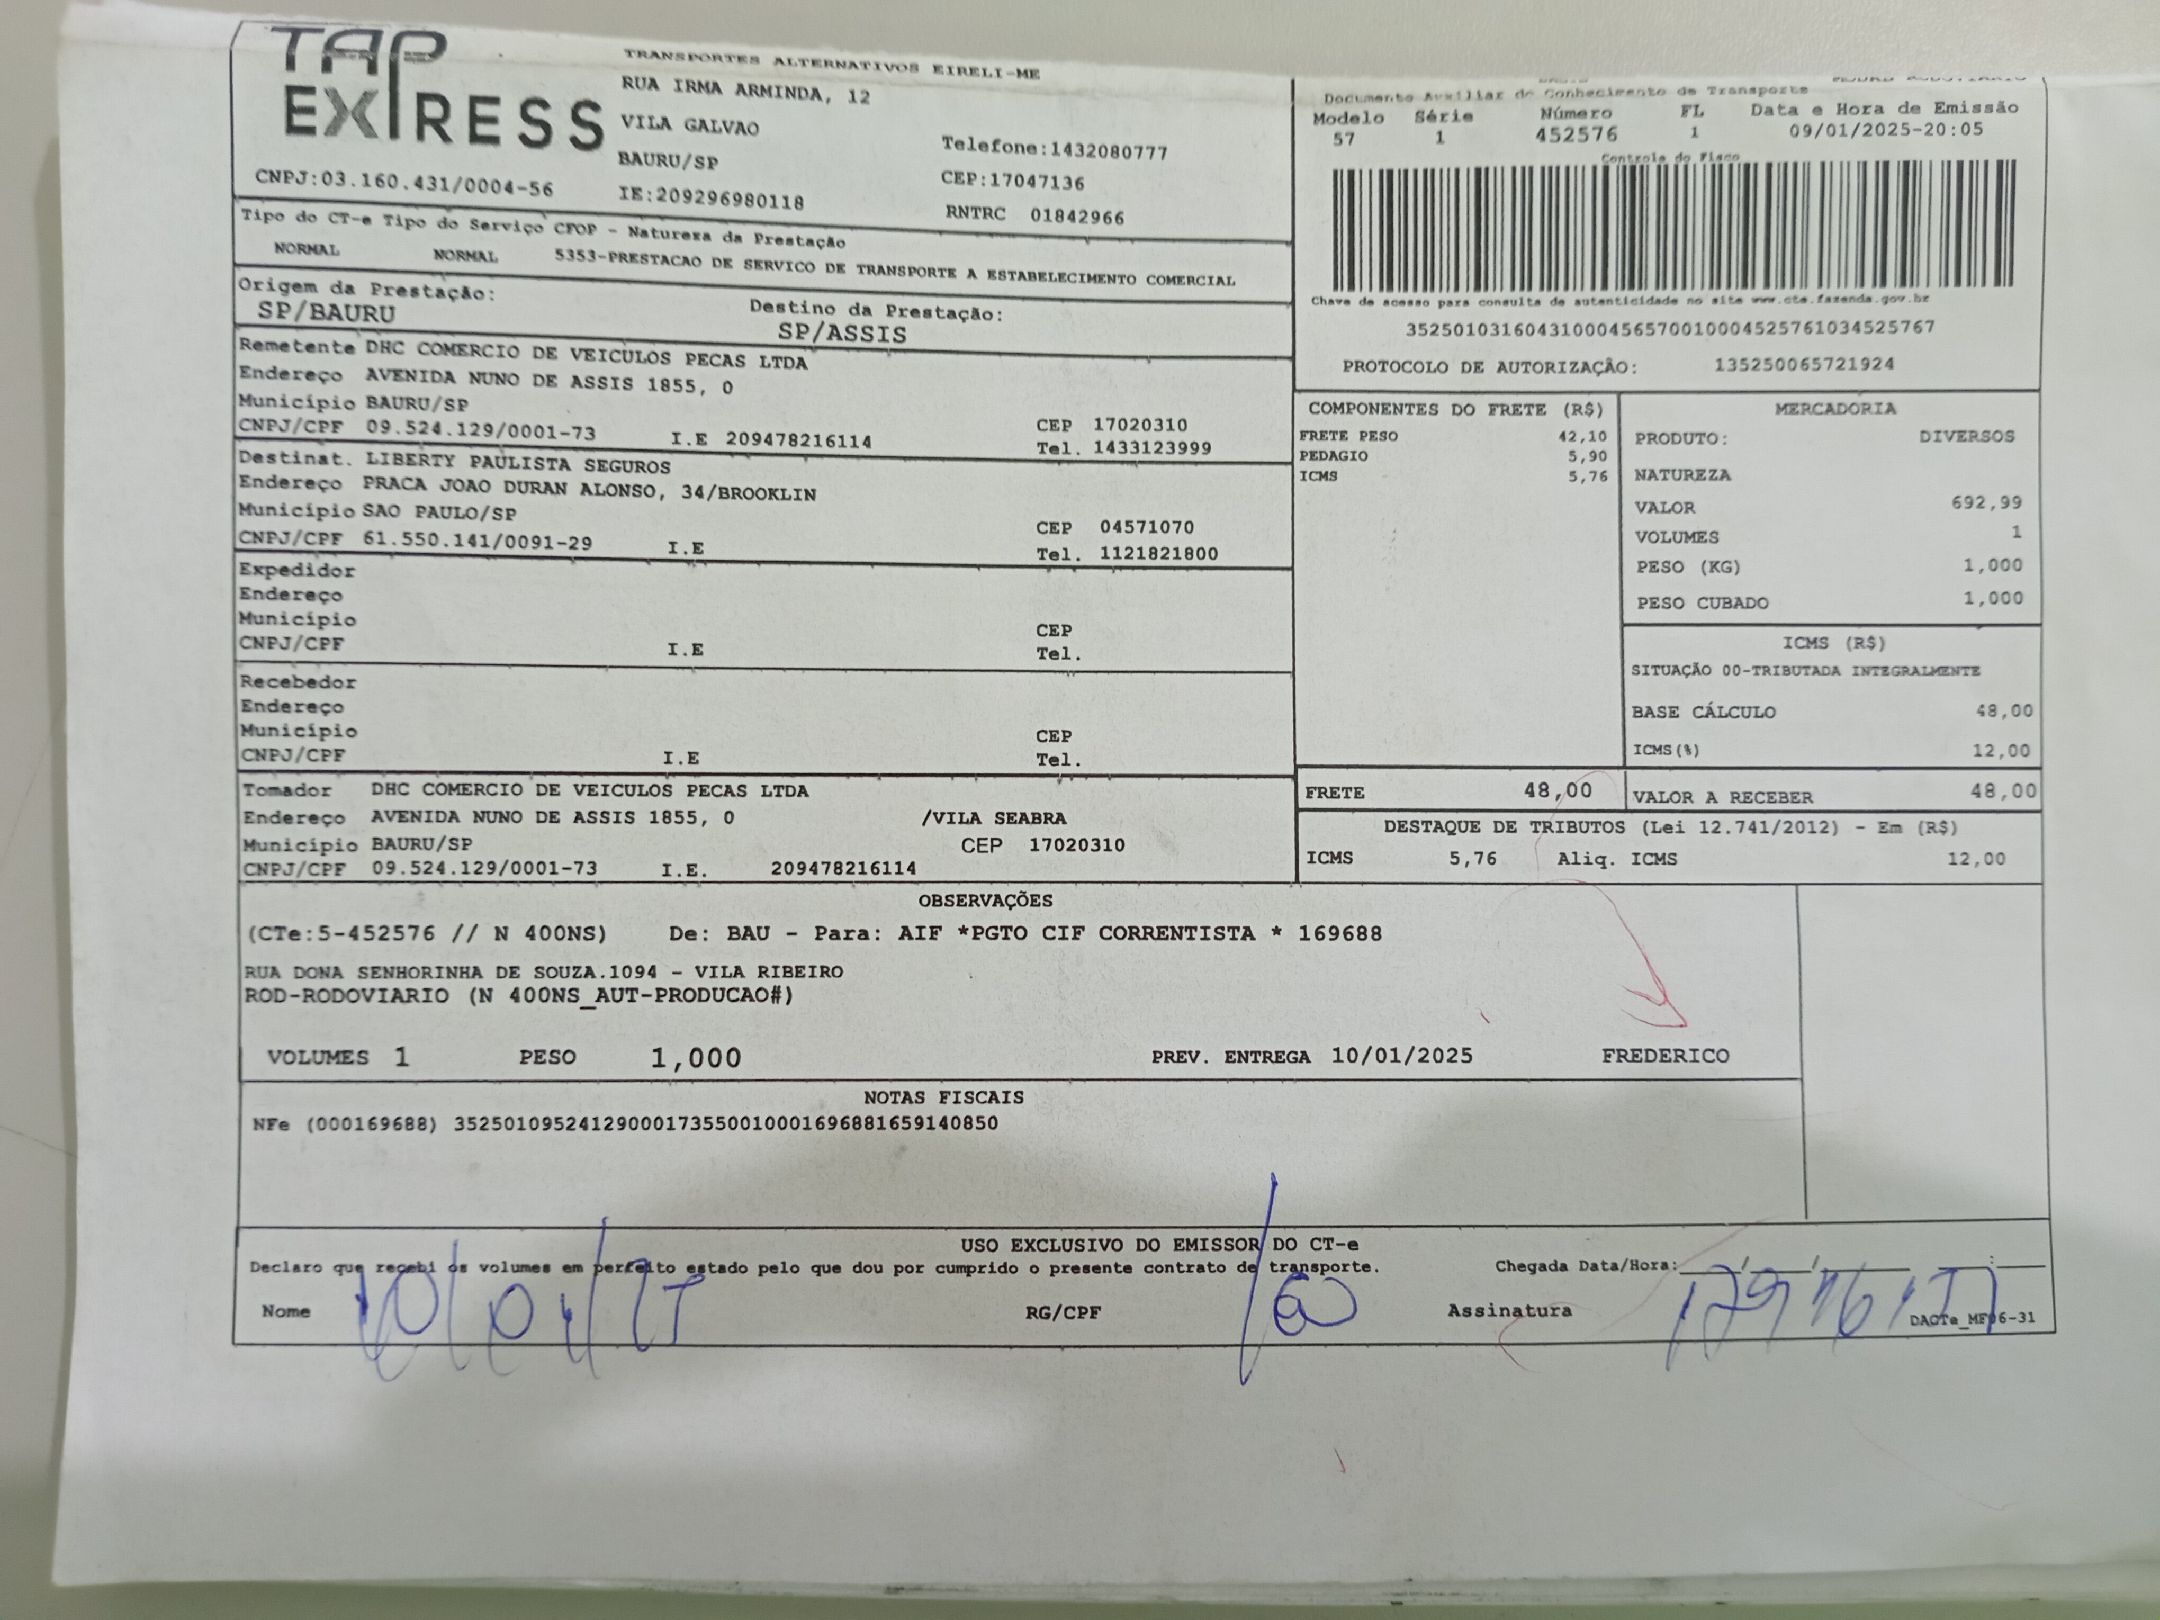 TAP EXPRESS
TRANSPORTES ALTERNATIVOS EIRELI-ME
RUA IRMA ARMINDA, 12
VILA GALVAO
BAURU/SP
IE:209296980118
Telefone:1432080777
CEP:17047136
RNTRC 01842966
CNPJ:03.160.431/0004-56
Documento Auxiliar do Conhecimento de Transporte
Modelo Série Número FL Data e Hora de Emissão
57 1 452576 1 09/01/2025-20:05
Controle do Fisco
Chave de acesso para consulta de autenticidade no site www.cte.fazenda.gov.br
35250103160431000456570010004525761034525767
PROTOCOLO DE AUTORIZAÇÃO: 135250065721924
Tipo do CT-e Tipo do Serviço CFOP - Natureza da Prestação
NORMAL NORMAL 5353-PRESTACAO DE SERVICO DE TRANSPORTE A ESTABELECIMENTO COMERCIAL
Origem da Prestação: Destino da Prestação:
SP/BAURU SP/ASSIS
Remetente DHC COMERCIO DE VEICULOS PECAS LTDA
Endereço AVENIDA NUNO DE ASSIS 1855, 0
Município BAURU/SP CEP 17020310
CNPJ/CPF 09.524.129/0001-73 I.E 209478216114 Tel. 1433123999
Destinat. LIBERTY PAULISTA SEGUROS
Endereço PRACA JOAO DURAN ALONSO, 34/BROOKLIN
Município SAO PAULO/SP CEP 04571070
CNPJ/CPF 61.550.141/0091-29 I.E Tel. 1121821800
Expedidor
Endereço
Município CEP
CNPJ/CPF I.E Tel.
Recebedor
Endereço
Município CEP
CNPJ/CPF I.E Tel.
Tomador DHC COMERCIO DE VEICULOS PECAS LTDA
Endereço AVENIDA NUNO DE ASSIS 1855, 0 /VILA SEABRA
Município BAURU/SP CEP 17020310
CNPJ/CPF 09.524.129/0001-73 I.E. 209478216114
COMPONENTES DO FRETE (R$)
FRETE PESO 42,10
PEDAGIO 5,90
ICMS 5,76
MERCADORIA
PRODUTO: DIVERSOS
NATUREZA
VALOR 692,99
VOLUMES 1
PESO (KG) 1,000
PESO CUBADO 1,000
ICMS (R$)
SITUAÇÃO 00-TRIBUTADA INTEGRALMENTE
BASE CÁLCULO 48,00
ICMS(%) 12,00
FRETE 48,00 VALOR A RECEBER 48,00
DESTAQUE DE TRIBUTOS (Lei 12.741/2012) - Em (R$)
ICMS 5,76 Aliq. ICMS 12,00
OBSERVAÇÕES
(CTe:5-452576 // N 400NS) De: BAU - Para: AIF *PGTO CIF CORRENTISTA * 169688
RUA DONA SENHORINHA DE SOUZA.1094 - VILA RIBEIRO
ROD-RODOVIARIO (N 400NS_AUT-PRODUCAO#)
VOLUMES 1 PESO 1,000 PREV. ENTREGA 10/01/2025 FREDERICO
NOTAS FISCAIS
NFe (000169688) 35250109524129000173550010001696881659140850
USO EXCLUSIVO DO EMISSOR DO CT-e
Declaro que recebi os volumes em perfeito estado pelo que dou por cumprido o presente contrato de transporte. Chegada Data/Hora:___/___/_____ ___:___
Nome RG/CPF Assinatura
DACTe_MF06-31